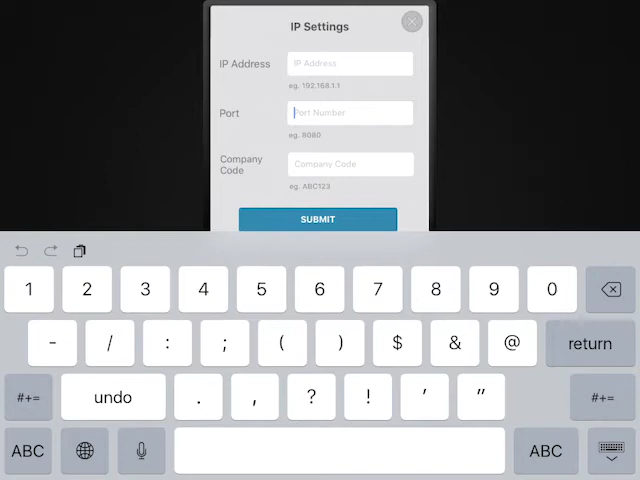 IP Settings
IP Address IP Address
eg. 192.168.1.1
Port Port Number
eg. 8080
Company Code Company Code
eg. ABC123
SUBMIT
1 2 3 4 5 6 7 8 9 0
- / : ; ( ) $ & @ return
#+= undo . , ? ! ’ ” #+=
ABC ABC